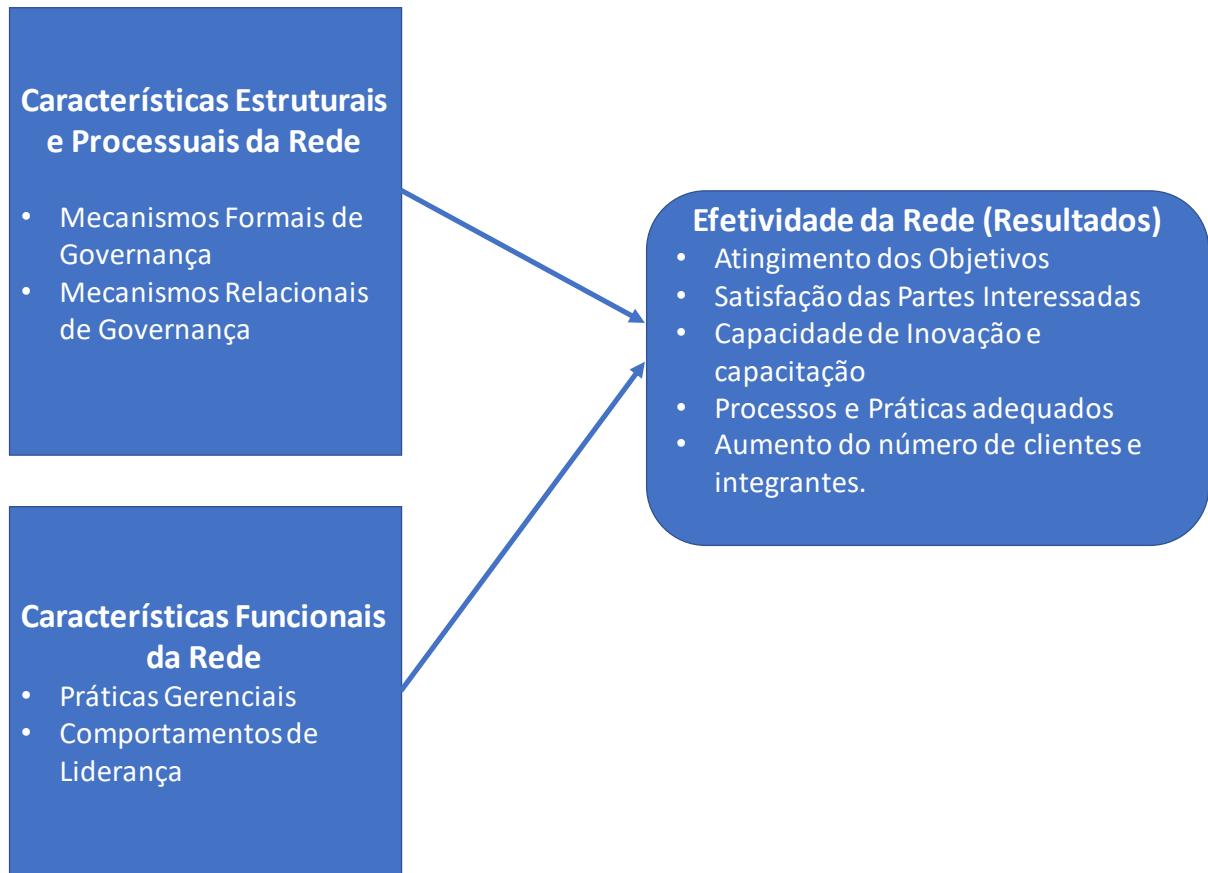 Características Estruturais
e Processuais da Rede
• Mecanismos Formais de
Governança
• Mecanismos Relacionais
de Governança
Efetividade da Rede (Resultados)
• Atingimento dos Objetivos
• Satisfação das Partes Interessadas
• Capacidade de Inovação e
capacitação
• Processos e Práticas adequados
• Aumento do número de clientes e
integrantes.
Características Funcionais
da Rede
• Práticas Gerenciais
• Comportamentos de
Liderança